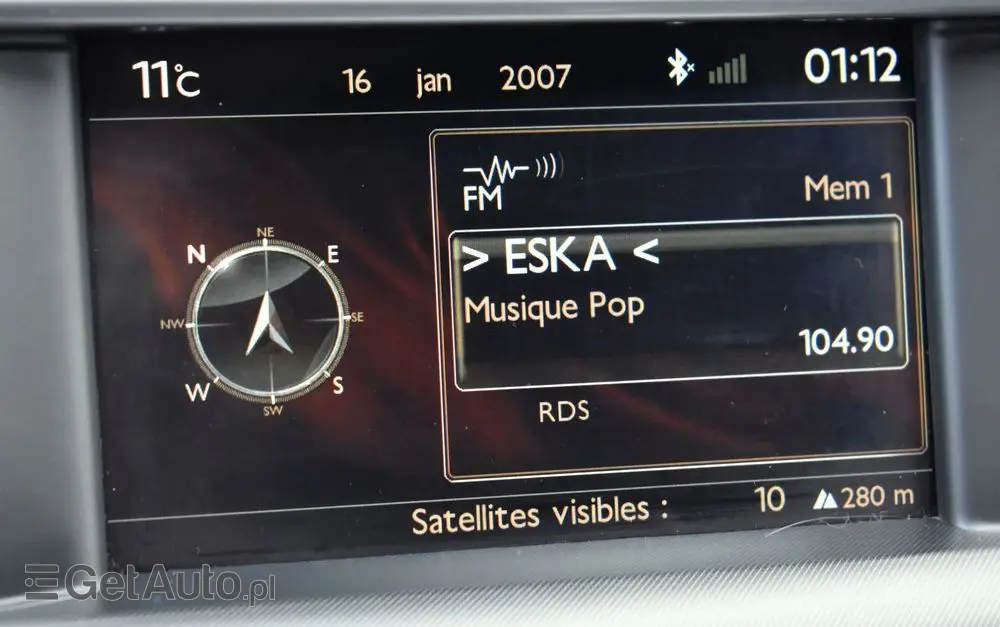 11°C 16 jan 2007 01:12
FM
Mem 1
> ESKA <
Musique Pop
104.90
RDS
NE
N E
NW SE
W S
SW
Satellites visibles : 10 280 m
GetAuto.pl